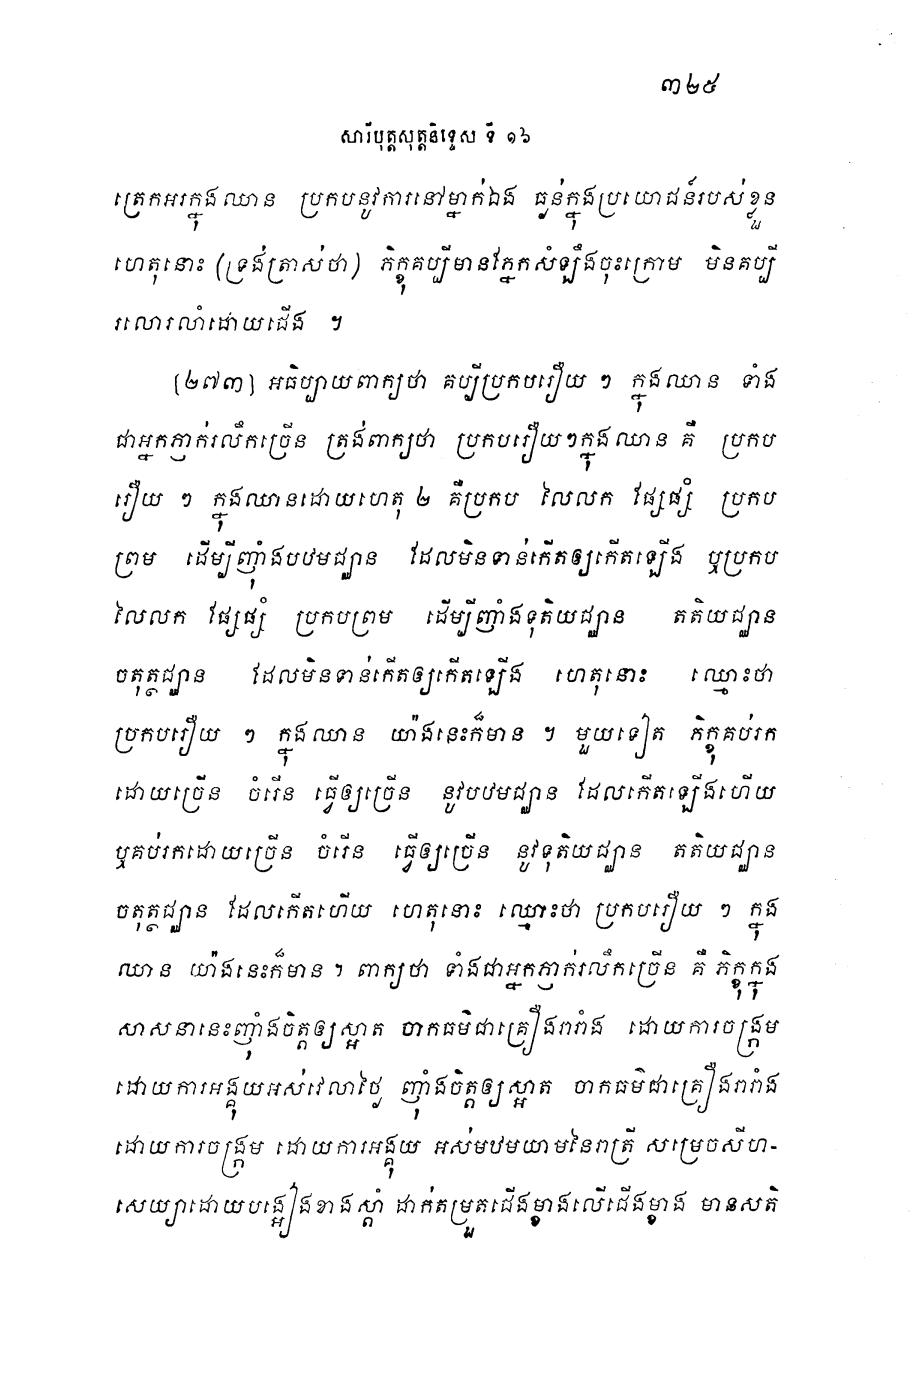 ៣២៥
សារីបុត្តសុត្តនិទ្ទេស ទី ១៦
ត្រេកអរក្នុងឈាន ប្រកបនូវការនៅម្នាក់ឯង ធ្ងន់ក្នុងប្រយោជន៍របស់ខ្លួន
ហេតុនោះ (ទ្រង់ត្រាស់ថា) ភិក្ខុគប្បីមានភ្នែកសំឡឹងចុះក្រោម មិនគប្បី
រលោរលាំដោយជើង ។
(២៧៣) អធិប្បាយពាក្យថា គប្បីប្រកបរឿយ ៗ ក្នុងឈាន ទាំង
ជាអ្នកភ្ញាក់រលឹកច្រើន ត្រង់ពាក្យថា ប្រកបរឿយៗក្នុងឈាន គឺ ប្រកប
រឿយ ៗ ក្នុងឈានដោយហេតុ ២ គឺប្រកប លៃលក ផ្សែផ្សំ ប្រកប
ព្រម ដើម្បីញ៉ាំងបឋមជ្ឈាន ដែលមិនទាន់កើតឲ្យកើតឡើង ឬប្រកប
លៃលក ផ្សែផ្សំ ប្រកបព្រម ដើម្បីញ៉ាំងទុតិយជ្ឈាន តតិយជ្ឈាន
ចតុត្ថជ្ឈាន ដែលមិនទាន់កើតឲ្យកើតឡើង ហេតុនោះ ឈ្មោះថា
ប្រកបរឿយ ៗ ក្នុងឈាន យ៉ាងនេះក៏មាន ។ មួយទៀត ភិក្ខុគប់រក
ដោយច្រើន ចំរើន ធ្វើឲ្យច្រើន នូវបឋមជ្ឈាន ដែលកើតឡើងហើយ
ឬគប់រកដោយច្រើន ចំរើន ធ្វើឲ្យច្រើន នូវទុតិយជ្ឈាន តតិយជ្ឈាន
ចតុត្ថជ្ឈាន ដែលកើតហើយ ហេតុនោះ ឈ្មោះថា ប្រកបរឿយ ៗ ក្នុង
ឈាន យ៉ាងនេះក៏មាន ។ ពាក្យថា ទាំងជាអ្នកភ្ញាក់រលឹកច្រើន គឺ ភិក្ខុក្នុង
សាសនានេះញ៉ាំងចិត្តឲ្យស្អាត ចាកធម៌ជាគ្រឿងរារាំង ដោយការចង្ក្រម
ដោយការអង្គុយអស់វេលាថ្ងៃ ញ៉ាំងចិត្តឲ្យស្អាត ចាកធម៌ជាគ្រឿងរារាំង
ដោយការចង្ក្រម ដោយការអង្គុយ អស់បឋមយាមនៃរាត្រី សម្រេចសីហ-
សេយ្យាដោយបង្អៀងខាងស្តាំ ដាក់តម្រួតជើងម្ខាងលើជើងម្ខាង មានសតិ